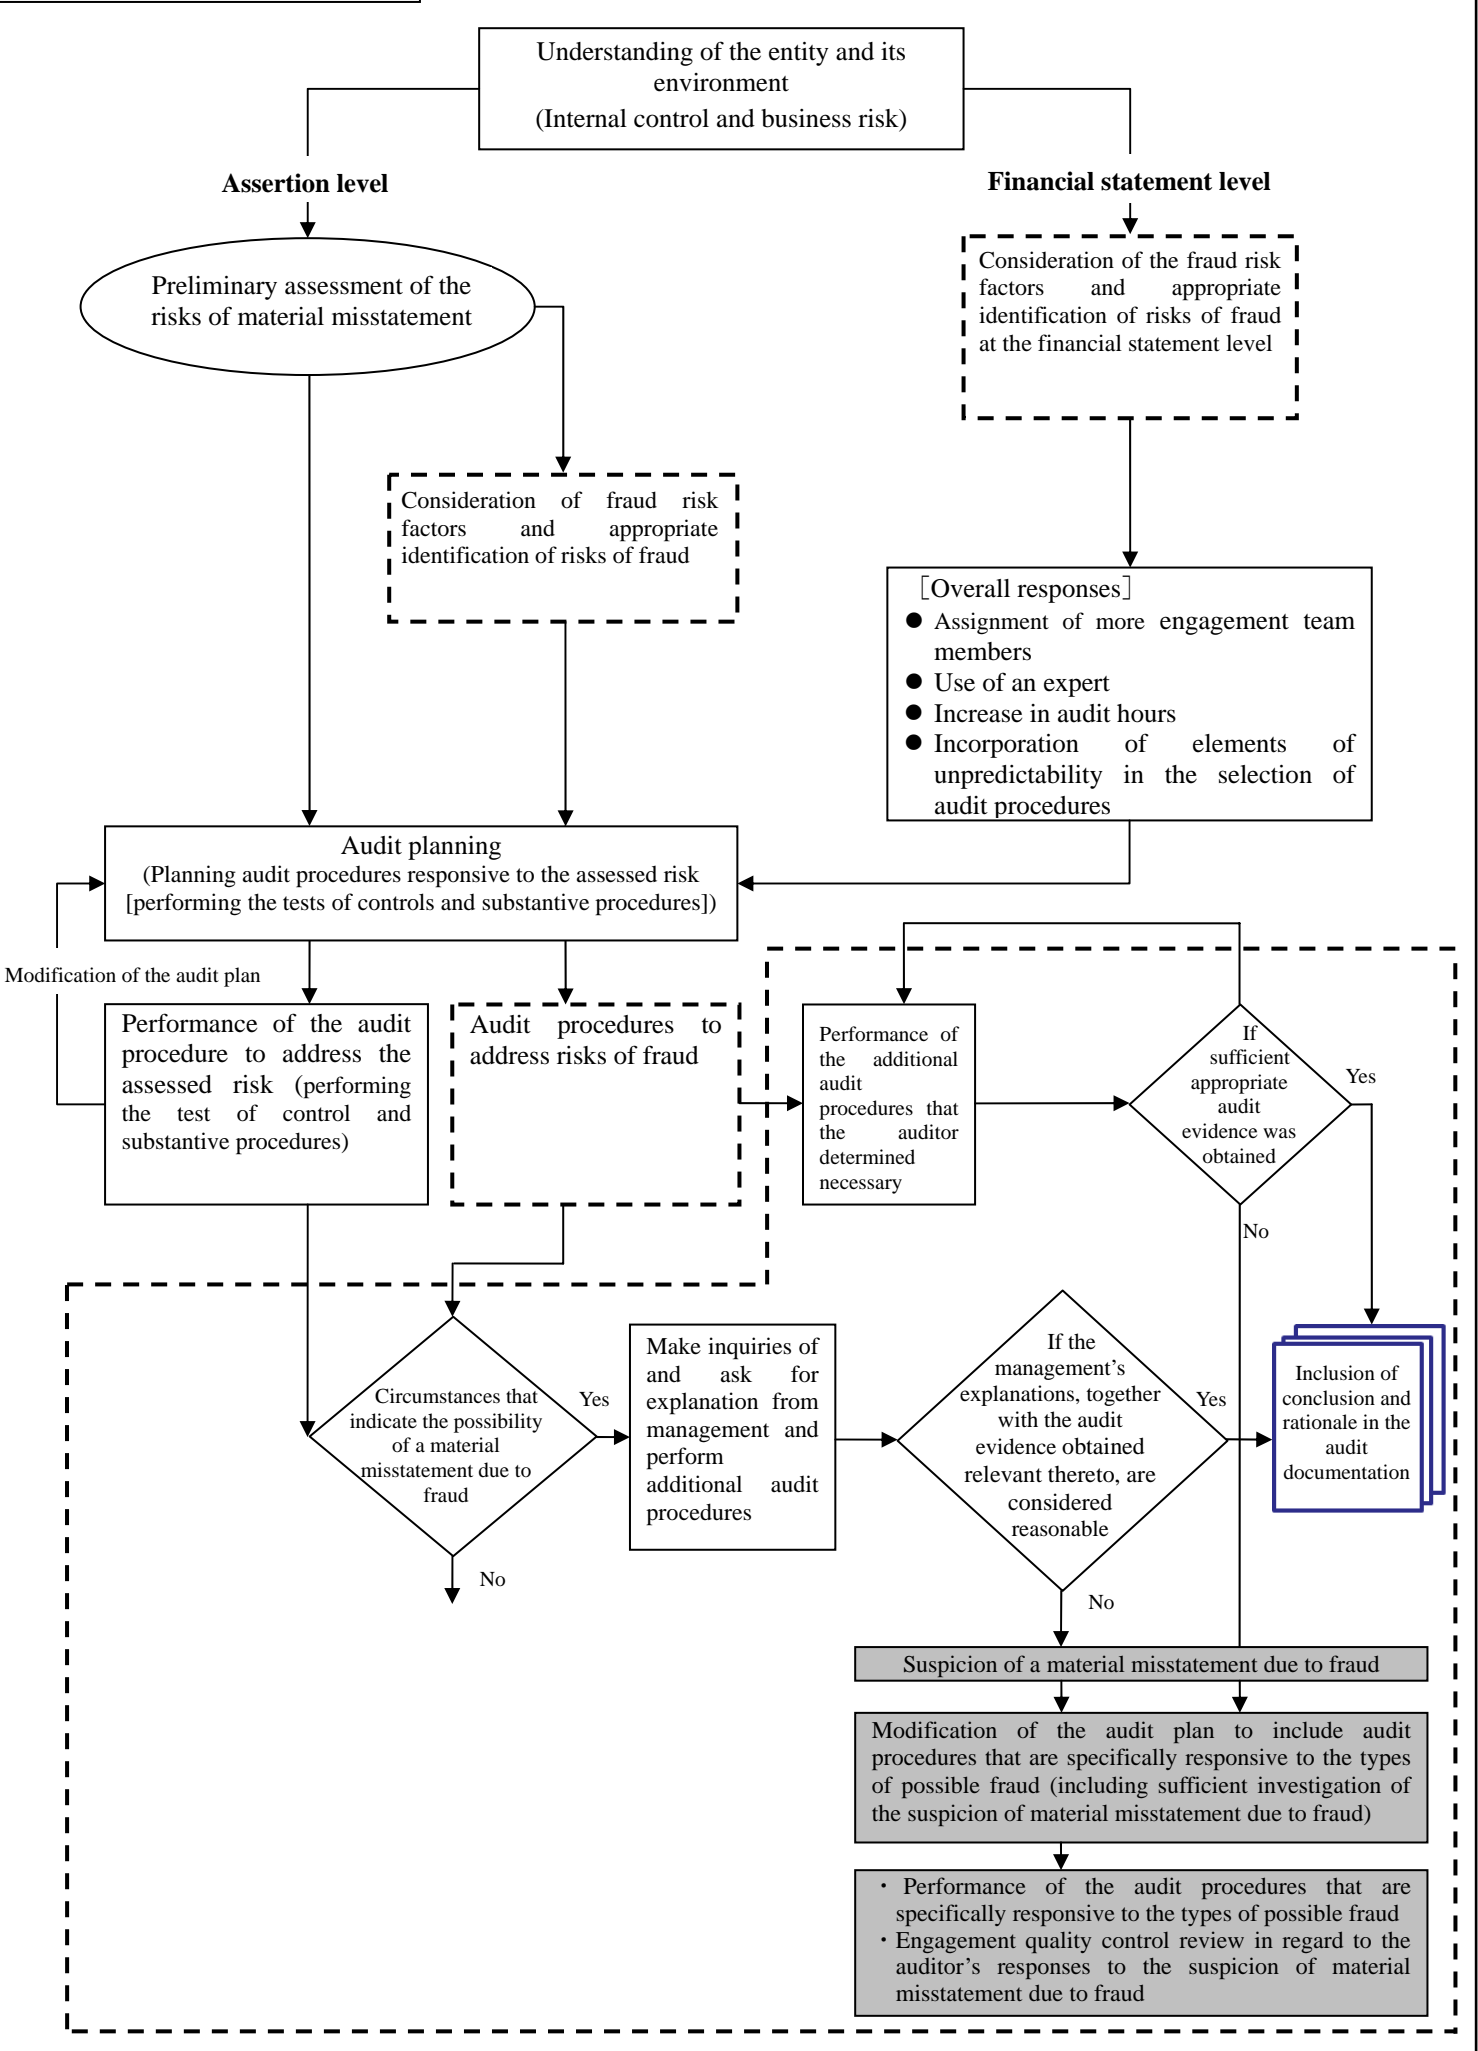 Understanding of the entity and its
environment
(Internal control and business risk)
Assertion level
Financial statement level
Preliminary assessment of the
risks of material misstatement
Consideration of the fraud risk
factors and appropriate
identification of risks of fraud
at the financial statement level
Consideration of fraud risk
factors and appropriate
identification of risks of fraud
［Overall responses］
● Assignment of more engagement team
members
● Use of an expert
● Increase in audit hours
● Incorporation of elements of
unpredictability in the selection of
audit procedures
Audit planning
(Planning audit procedures responsive to the assessed risk
[performing the tests of controls and substantive procedures])
Modification of the audit plan
Performance of the audit
procedure to address the
assessed risk (performing
the test of control and
substantive procedures)
Audit procedures to
address risks of fraud
Performance of
the additional
audit
procedures that
the auditor
determined
necessary
If
sufficient
appropriate
audit
evidence was
obtained
Yes
No
Circumstances that
indicate the possibility
of a material
misstatement due to
fraud
Yes
No
Make inquiries of
and ask for
explanation from
management and
perform
additional audit
procedures
If the
management's
explanations, together
with the audit
evidence obtained
relevant thereto, are
considered
reasonable
Yes
No
Inclusion of
conclusion and
rationale in the
audit
documentation
Suspicion of a material misstatement due to fraud
Modification of the audit plan to include audit
procedures that are specifically responsive to the types
of possible fraud (including sufficient investigation of
the suspicion of material misstatement due to fraud)
・ Performance of the audit procedures that are
specifically responsive to the types of possible fraud
・ Engagement quality control review in regard to the
auditor's responses to the suspicion of material
misstatement due to fraud